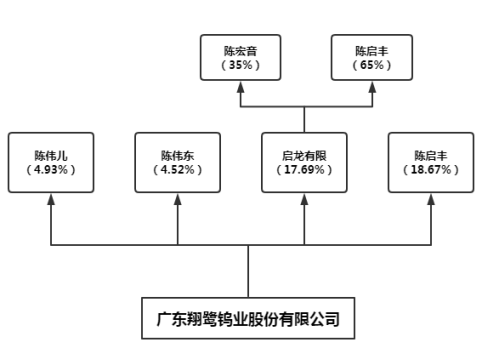 陈宏音
（35%）
陈启丰
（65%）
陈伟儿
（4.93%）
陈伟东
（4.52%）
启龙有限
（17.69%）
陈启丰
（18.67%）
广东翔鹭钨业股份有限公司